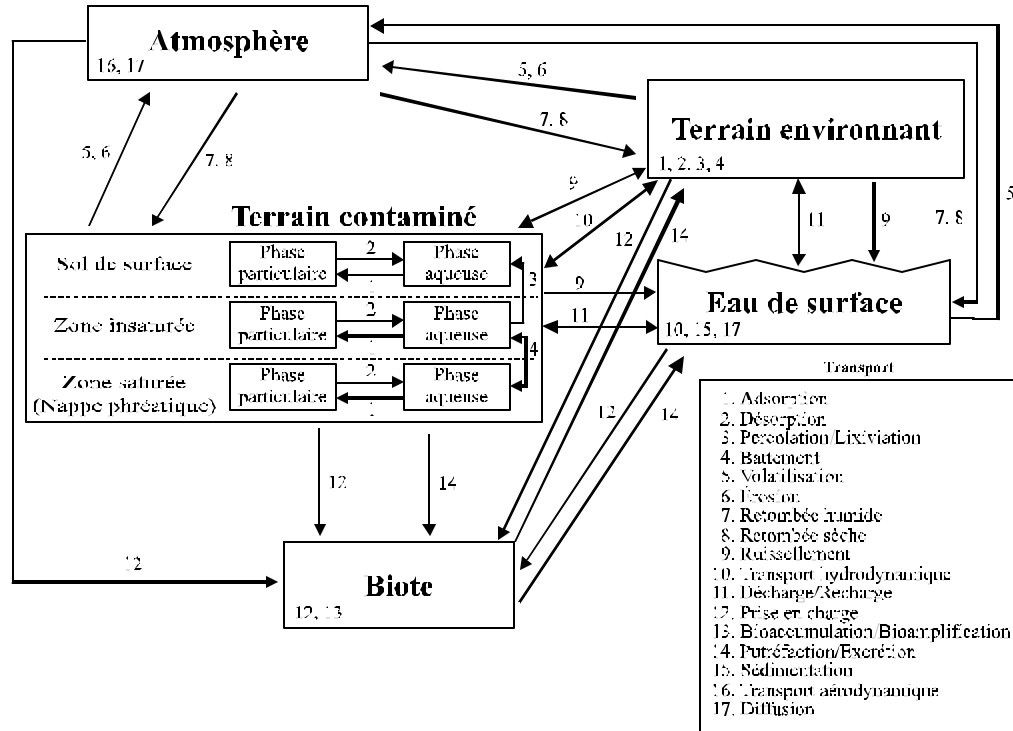 Atmosphère
16, 17
5, 6
7, 8
Terrain environnant
1, 2, 3, 4
5, 6
7, 8
9
10
12
14
11
9
7, 8
5
Terrain contaminé
Sol de surface
Phase particulaire
2
1
Phase aqueuse
3
Zone insaturée
Phase particulaire
2
1
Phase aqueuse
4
Zone saturée
(Nappe phréatique)
Phase particulaire
2
1
Phase aqueuse
9
11
Eau de surface
10, 15, 17
12
14
12
14
12
Biote
12, 13
Transport
1. Adsorption
2. Désorption
3. Percolation/Lixiviation
4. Battement
5. Volatilisation
6. Érosion
7. Retombée humide
8. Retombée sèche
9. Ruissellement
10. Transport hydrodynamique
11. Décharge/Recharge
12. Prise en charge
13. Bioaccumulation/Bioamplification
14. Putréfaction/Excrétion
15. Sédimentation
16. Transport aérodynamique
17. Diffusion